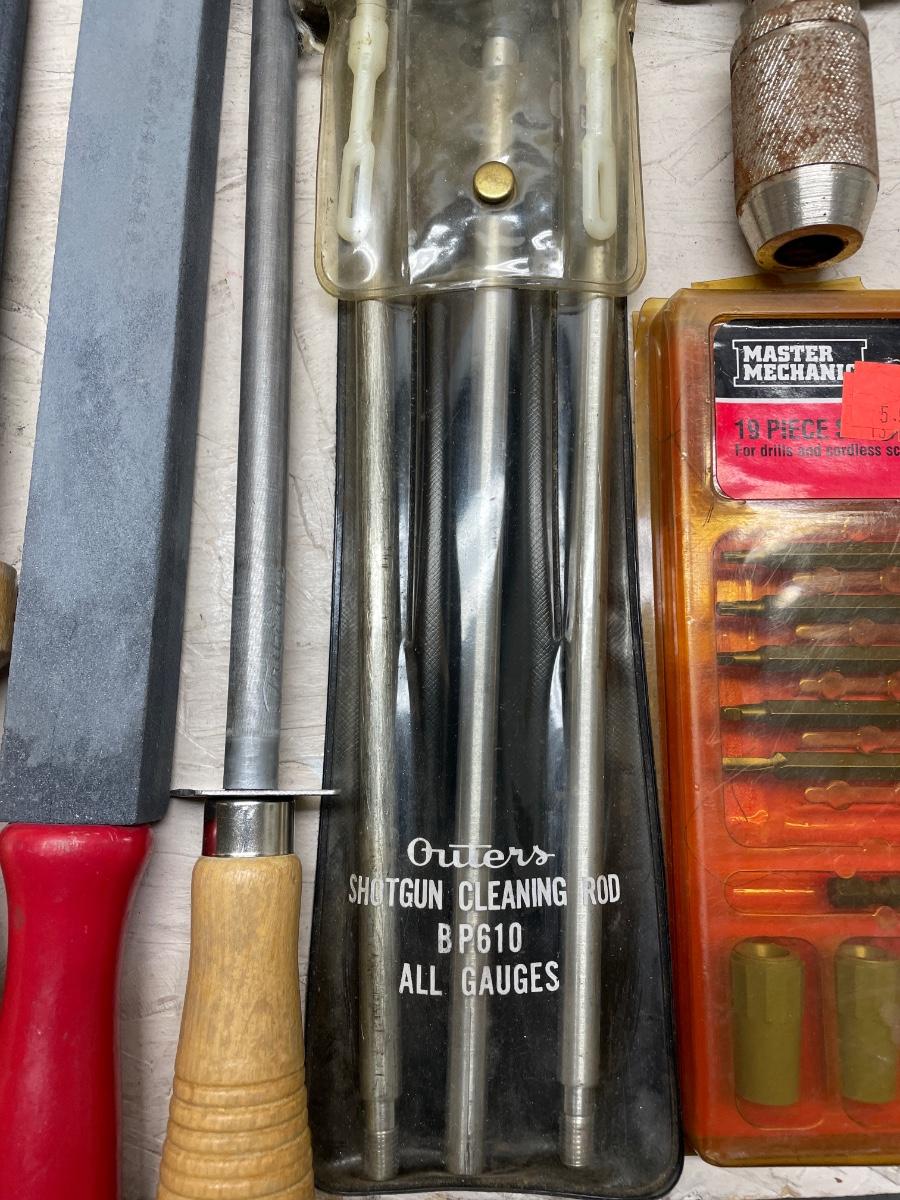 Outers
SHOTGUN CLEANING ROD
BP610
ALL GAUGES
MASTER
MECHANIC
19 PIECE
For drills and cordless